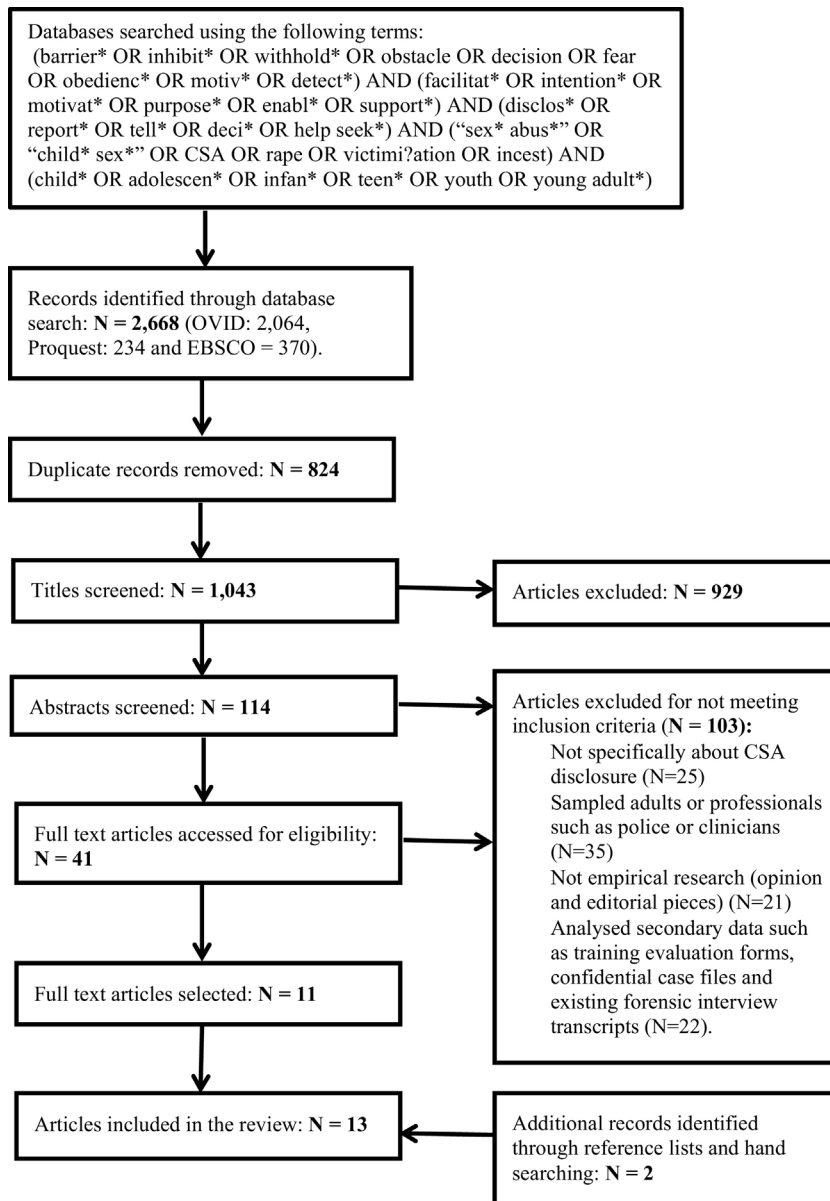 Databases searched using the following terms:
(barrier* OR inhibit* OR withhold* OR obstacle OR decision OR fear
OR obedienc* OR motiv* OR detect*) AND (facilitat* OR intention* OR
motivat* OR purpose* OR enabl* OR support*) AND (disclos* OR
report* OR tell* OR deci* OR help seek*) AND (“sex* abus*” OR
“child* sex*” OR CSA OR rape OR victimi?ation OR incest) AND
(child* OR adolescen* OR infan* OR teen* OR youth OR young adult*)
Records identified through database
search: N = 2,668 (OVID: 2,064,
Proquest: 234 and EBSCO = 370).
Duplicate records removed: N = 824
Titles screened: N = 1,043
Articles excluded: N = 929
Abstracts screened: N = 114
Articles excluded for not meeting
inclusion criteria (N = 103):
Not specifically about CSA
disclosure (N=25)
Sampled adults or professionals
such as police or clinicians
(N=35)
Not empirical research (opinion
and editorial pieces) (N=21)
Analysed secondary data such
as training evaluation forms,
confidential case files and
existing forensic interview
transcripts (N=22).
Full text articles accessed for eligibility:
N = 41
Full text articles selected: N = 11
Articles included in the review: N = 13
Additional records identified
through reference lists and hand
searching: N = 2